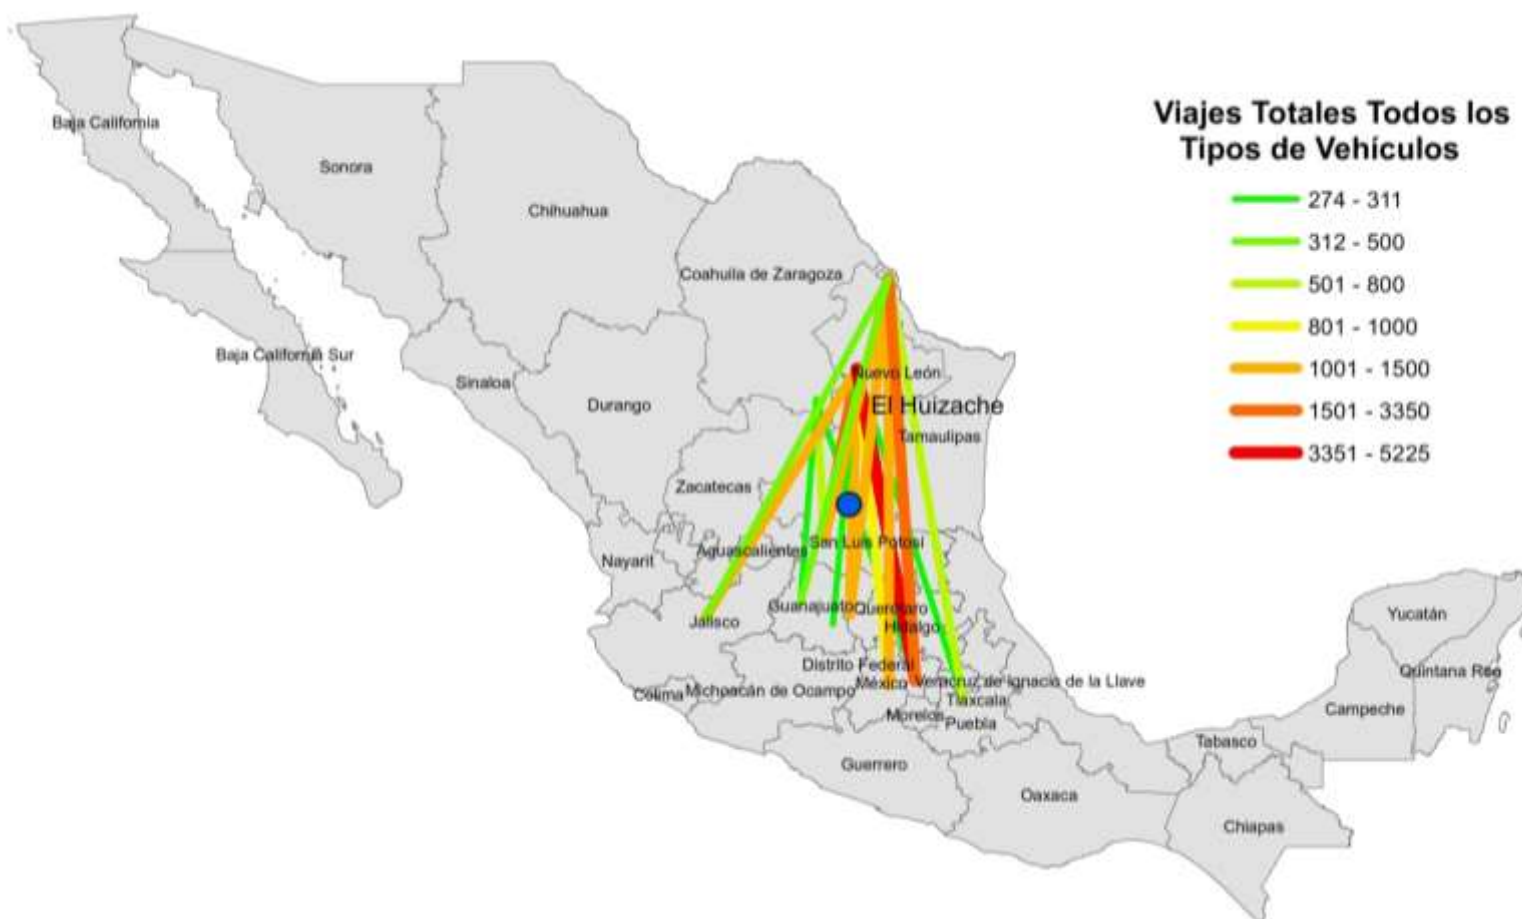 Viajes Totales Todos los
Tipos de Vehículos
274 - 311
312 - 500
501 - 800
801 - 1000
1001 - 1500
1501 - 3350
3351 - 5225
Baja California
Sonora
Chihuahua
Coahuila de Zaragoza
Baja California Sur
Sinaloa
Durango
Nuevo León
El Huizache
Tamaulipas
Zacatecas
San Luis Potosí
Nayarit
Aguascalientes
Jalisco
Guanajuato
Querétaro
Hidalgo
Distrito Federal
Colima
Michoacán de Ocampo
México
Veracruz de Ignacio de la Llave
Tlaxcala
Morelos
Puebla
Guerrero
Oaxaca
Tabasco
Chiapas
Campeche
Yucatán
Quintana Roo